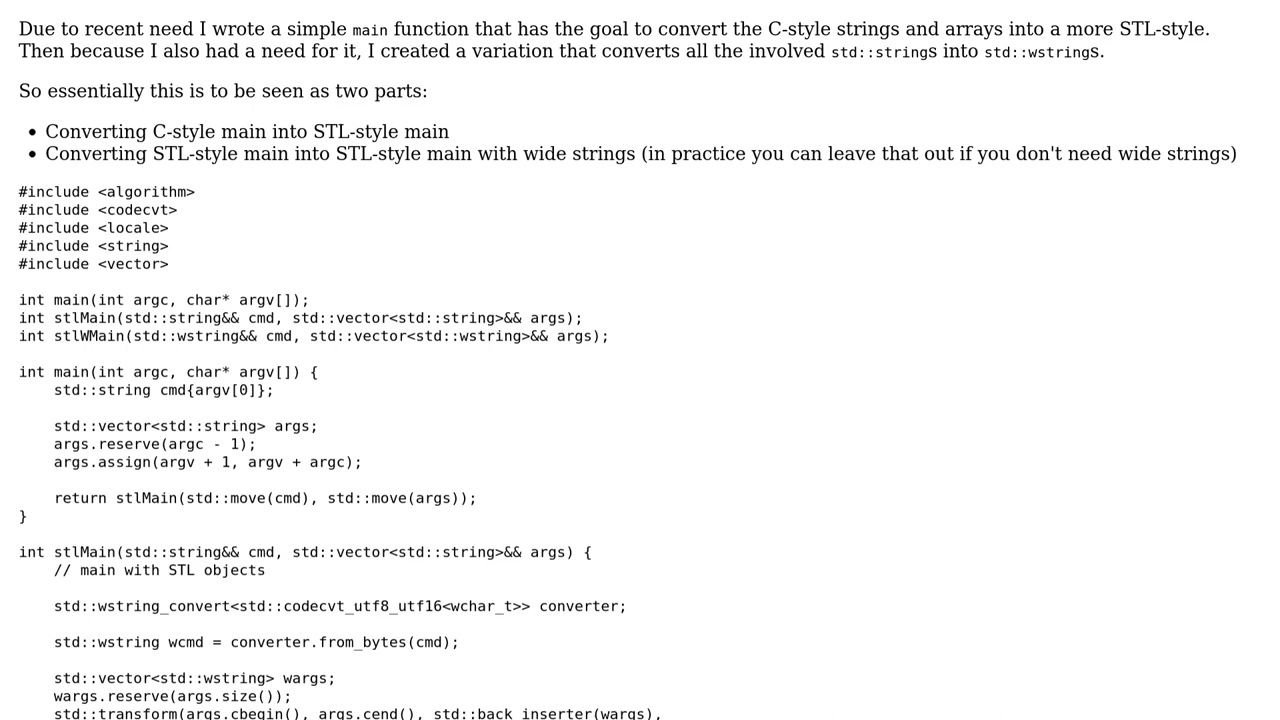 Due to recent need I wrote a simple main function that has the goal to convert the C-style strings and arrays into a more STL-style.
Then because I also had a need for it, I created a variation that converts all the involved std::strings into std::wstrings.
So essentially this is to be seen as two parts:
• Converting C-style main into STL-style main
• Converting STL-style main into STL-style main with wide strings (in practice you can leave that out if you don't need wide strings)
#include <algorithm>
#include <codecvt>
#include <locale>
#include <string>
#include <vector>
int main(int argc, char* argv[]);
int stlMain(std::string&& cmd, std::vector<std::string>&& args);
int stlWMain(std::wstring&& cmd, std::vector<std::wstring>&& args);
int main(int argc, char* argv[]) {
    std::string cmd{argv[0]};
    std::vector<std::string> args;
    args.reserve(argc - 1);
    args.assign(argv + 1, argv + argc);
    return stlMain(std::move(cmd), std::move(args));
}
int stlMain(std::string&& cmd, std::vector<std::string>&& args) {
    // main with STL objects
    std::wstring_convert<std::codecvt_utf8_utf16<wchar_t>> converter;
    std::wstring wcmd = converter.from_bytes(cmd);
    std::vector<std::wstring> wargs;
    wargs.reserve(args.size());
    std::transform(args.cbegin(), args.cend(), std::back_inserter(wargs),